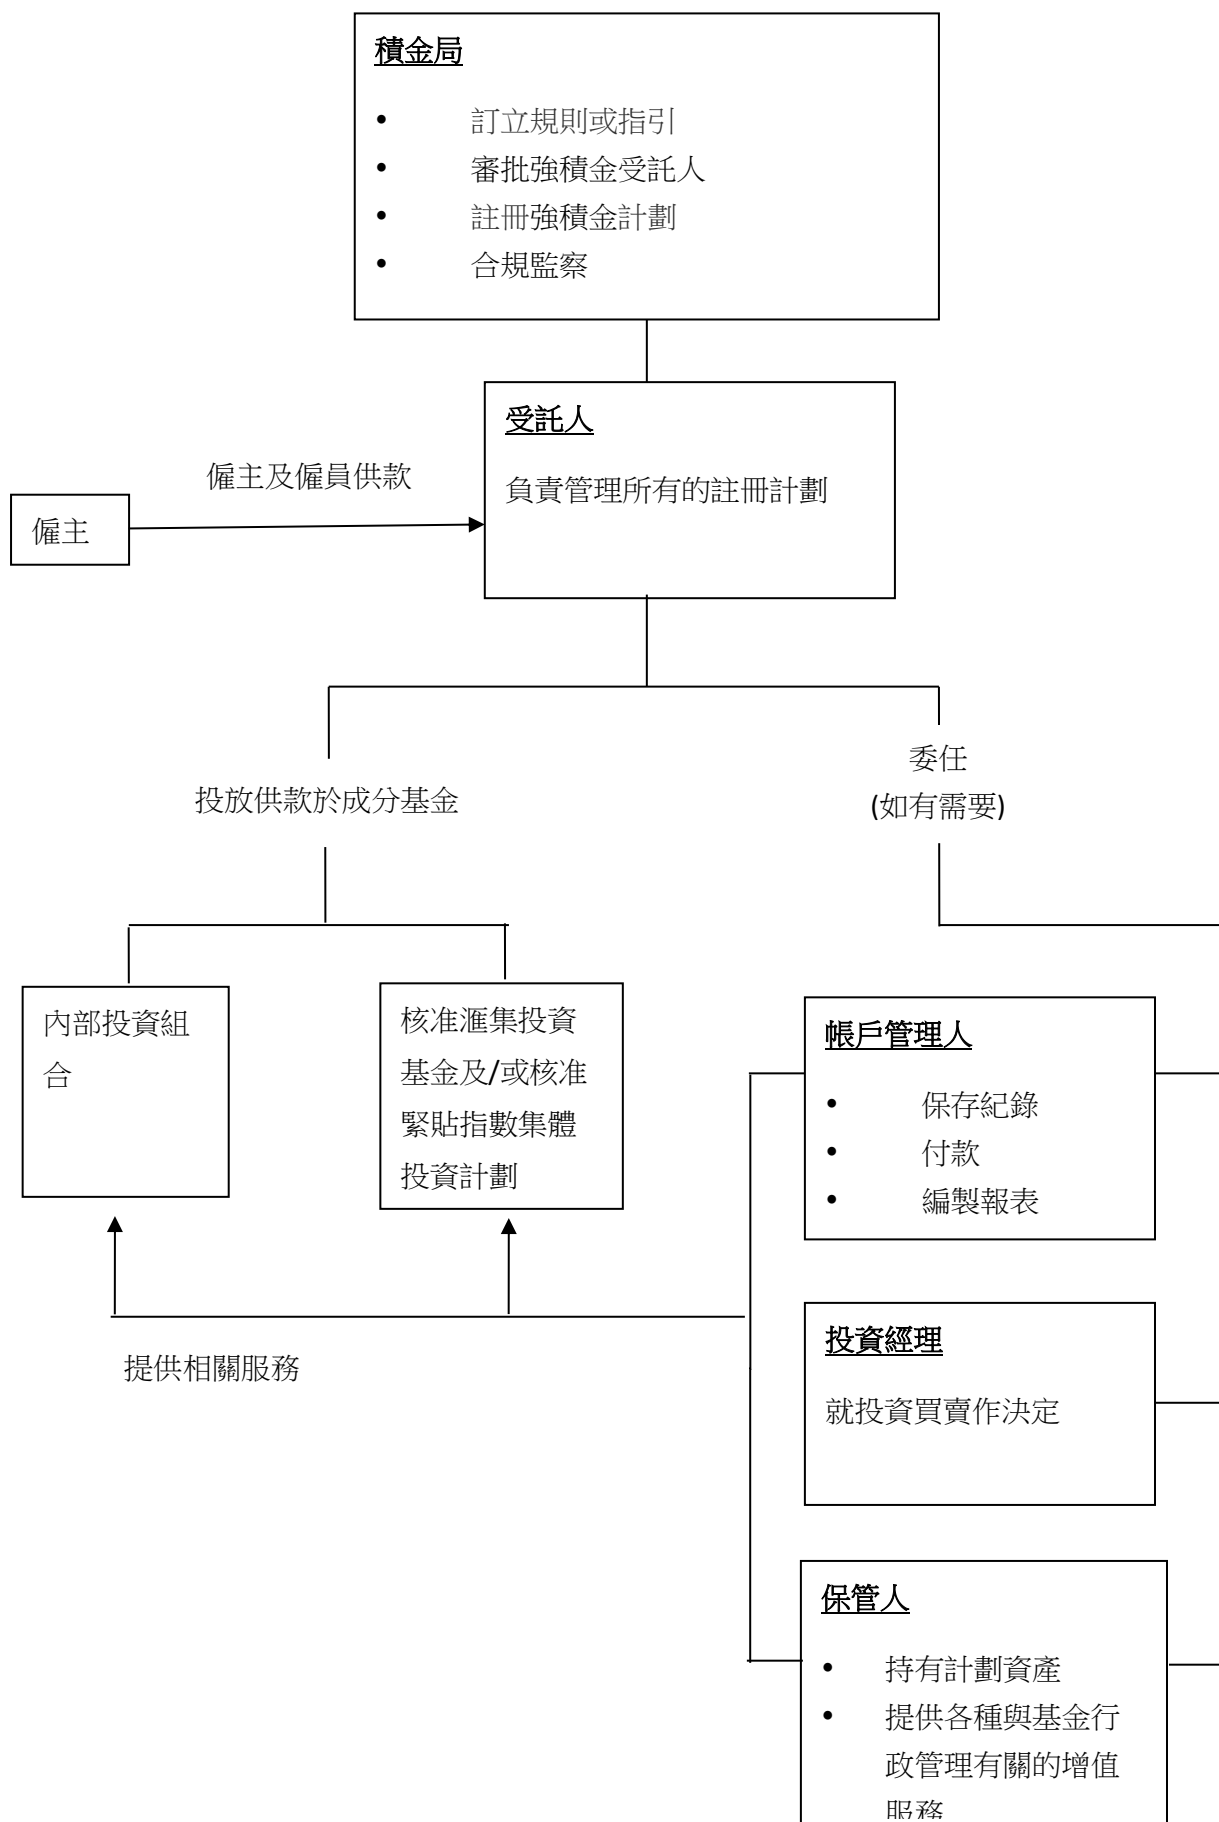 積金局
• 訂立規則或指引
• 審批強積金受託人
• 註冊強積金計劃
• 合規監察
受託人
負責管理所有的註冊計劃
僱主及僱員供款
僱主
投放供款於成分基金
委任
(如有需要)
內部投資組
合
核准滙集投資
基金及/或核准
緊貼指數集體
投資計劃
帳戶管理人
• 保存紀錄
• 付款
• 編製報表
投資經理
就投資買賣作決定
提供相關服務
保管人
• 持有計劃資產
• 提供各種與基金行
政管理有關的增值
服務